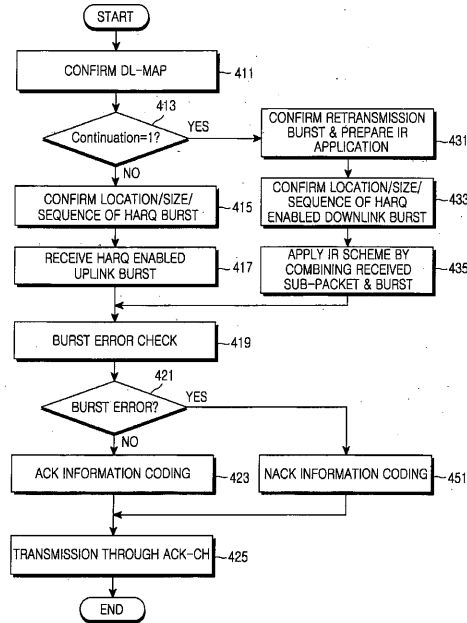 START
CONFIRM DL-MAP
411
413
Continuation=1?
YES
NO
CONFIRM RETRANSMISSION
BURST & PREPARE IR
APPLICATION
431
CONFIRM LOCATION/SIZE/
SEQUENCE OF HARQ BURST
415
CONFIRM LOCATION/SIZE/
SEQUENCE OF HARQ
ENABLED DOWNLINK BURST
433
RECEIVE HARQ ENABLED
UPLINK BURST
417
APPLY IR SCHEME BY
COMBINING RECEIVED
SUB-PACKET & BURST
435
BURST ERROR CHECK
419
421
BURST ERROR?
YES
NO
ACK INFORMATION CODING
423
NACK INFORMATION CODING
451
TRANSMISSION THROUGH ACK-CH
425
END